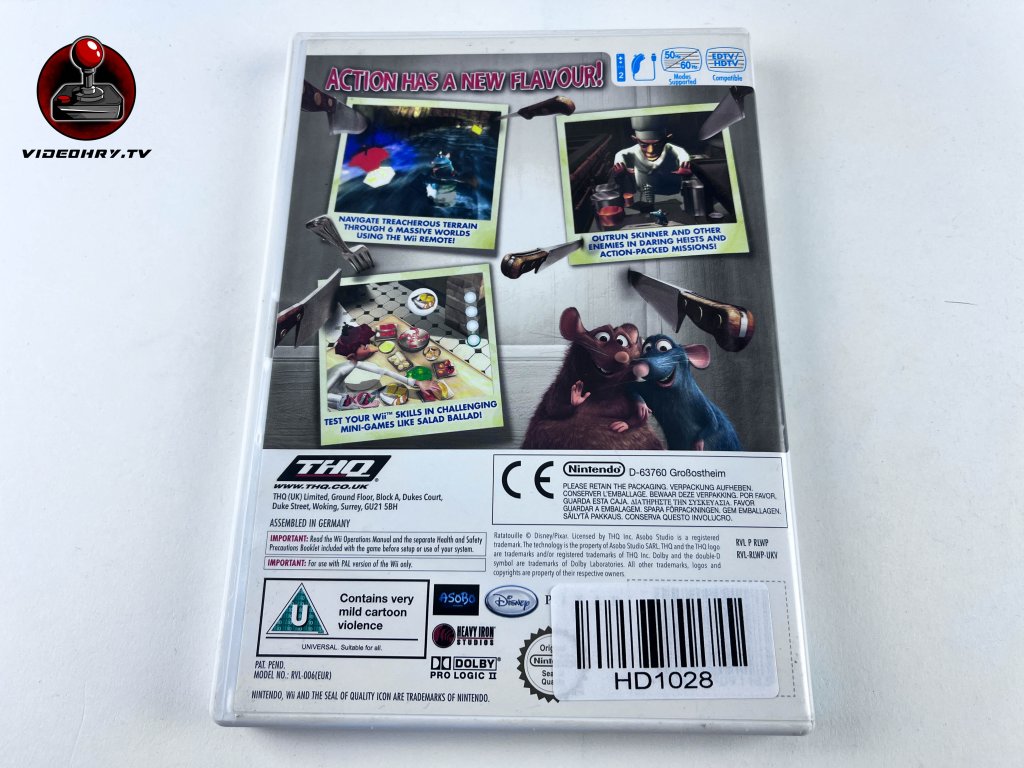 VIDEOHRY.TV
ACTION HAS A NEW FLAVOUR!
2
50Hz
60Hz
Modes
Supported
EDTV/
HDTV
Compatible
NAVIGATE TREACHEROUS TERRAIN
THROUGH 6 MASSIVE WORLDS
USING THE Wii REMOTE!
OUTRUN SKINNER AND OTHER
ENEMIES IN DARING HEISTS AND
ACTION-PACKED MISSIONS!
TEST YOUR Wii™ SKILLS IN CHALLENGING
MINI-GAMES LIKE SALAD BALLAD!
THQ®
WWW.THQ.CO.UK
THQ (UK) Limited, Ground Floor, Block A, Dukes Court,
Duke Street, Woking, Surrey, GU21 5BH
ASSEMBLED IN GERMANY
IMPORTANT: Read the Wii Operations Manual and the separate Health and Safety
Precautions Booklet included with the game before setup or use of your system.
IMPORTANT: For use with PAL version of the Wii only.
CE
Nintendo® D-63760 Großostheim
PLEASE RETAIN THE PACKAGING. VERPACKUNG AUFHEBEN.
CONSERVER L'EMBALLAGE. BEWAAR DEZE VERPAKKING. POR FAVOR,
GUARDA ESTA CAJA. ΔΙΑΤΗΡΗΣΤΕ ΤΗΝ ΣΥΣΚΕΥΑΣΙΑ. FAVOR
GUARDAR A EMBALAGEM. SPARA FÖRPACKNINGEN. GEM EMBALLAGEN.
SÄILYTÄ PAKKAUS. CONSERVA QUESTO INVOLUCRO.
Ratatouille © Disney/Pixar. Licensed by THQ Inc. Asobo Studio is a registered
trademark. The technology is the property of Asobo Studio SARL. THQ and the THQ logo
are trademarks and/or registered trademarks of THQ Inc. Dolby and the double-D
symbol are trademarks of Dolby Laboratories. All other trademarks, logos and
copyrights are property of their respective owners.
RVL P RLWP
RVL-RLWP-UKV
U
Contains very
mild cartoon
violence
UNIVERSAL. Suitable for all.
ASOBO
Disney
P
HEAVY IRON
STUDIOS
DOLBY
PRO LOGIC II
Orig
Nint
Sea
Qua
HD1028
PAT. PEND.
MODEL NO.: RVL-006(EUR)
NINTENDO, Wii AND THE SEAL OF QUALITY ICON ARE TRADEMARKS OF NINTENDO.